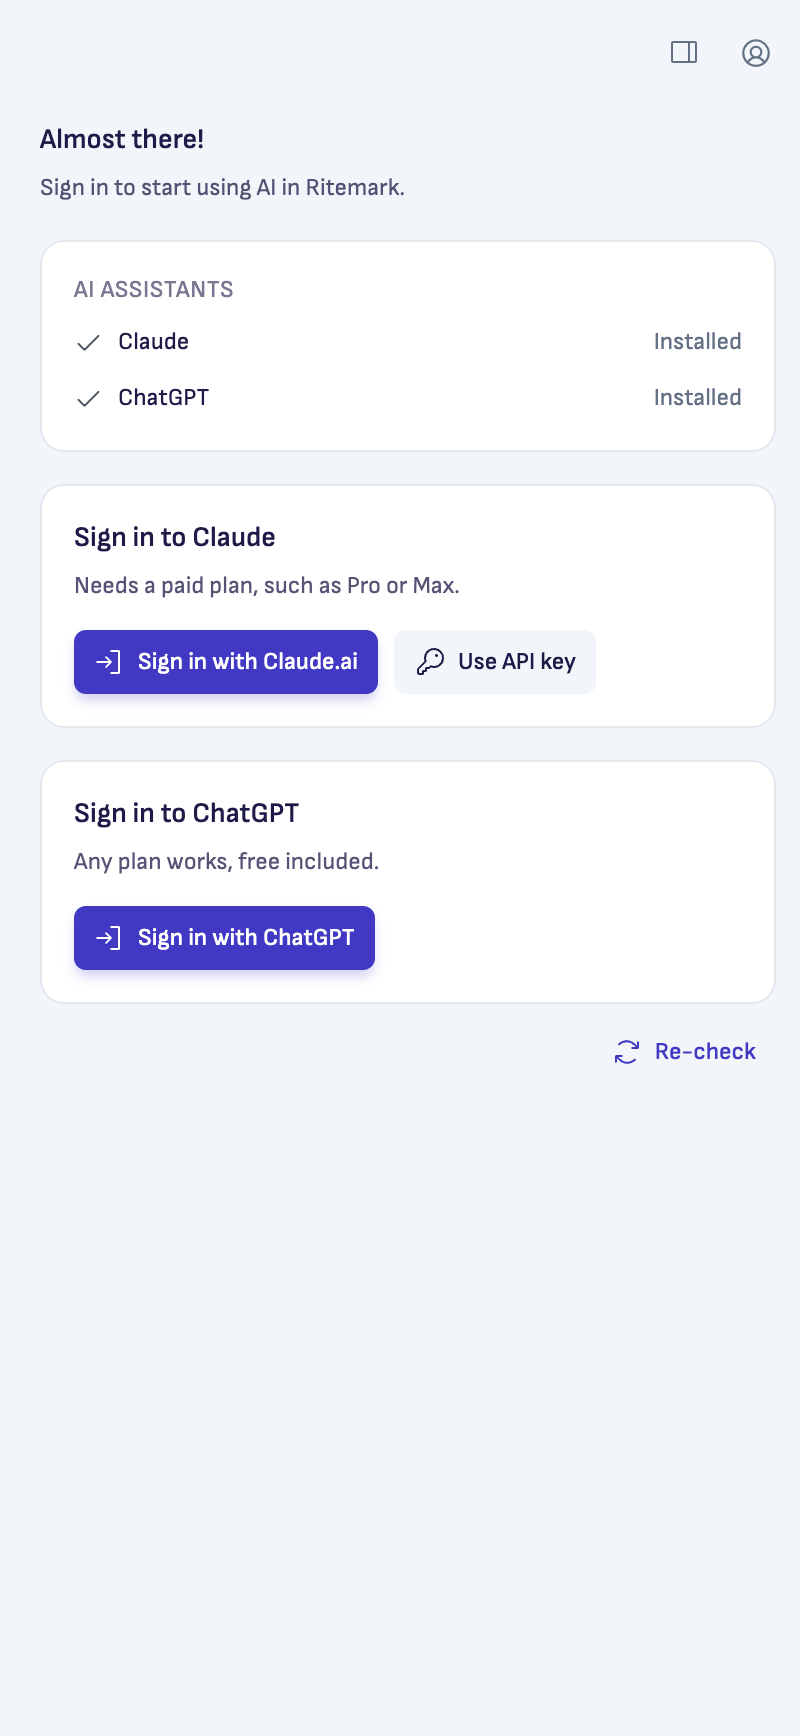 Almost there!
Sign in to start using AI in Ritemark.
AI ASSISTANTS
Claude
Installed
ChatGPT
Installed
Sign in to Claude
Needs a paid plan, such as Pro or Max.
Sign in with Claude.ai
Use API key
Sign in to ChatGPT
Any plan works, free included.
Sign in with ChatGPT
Re-check